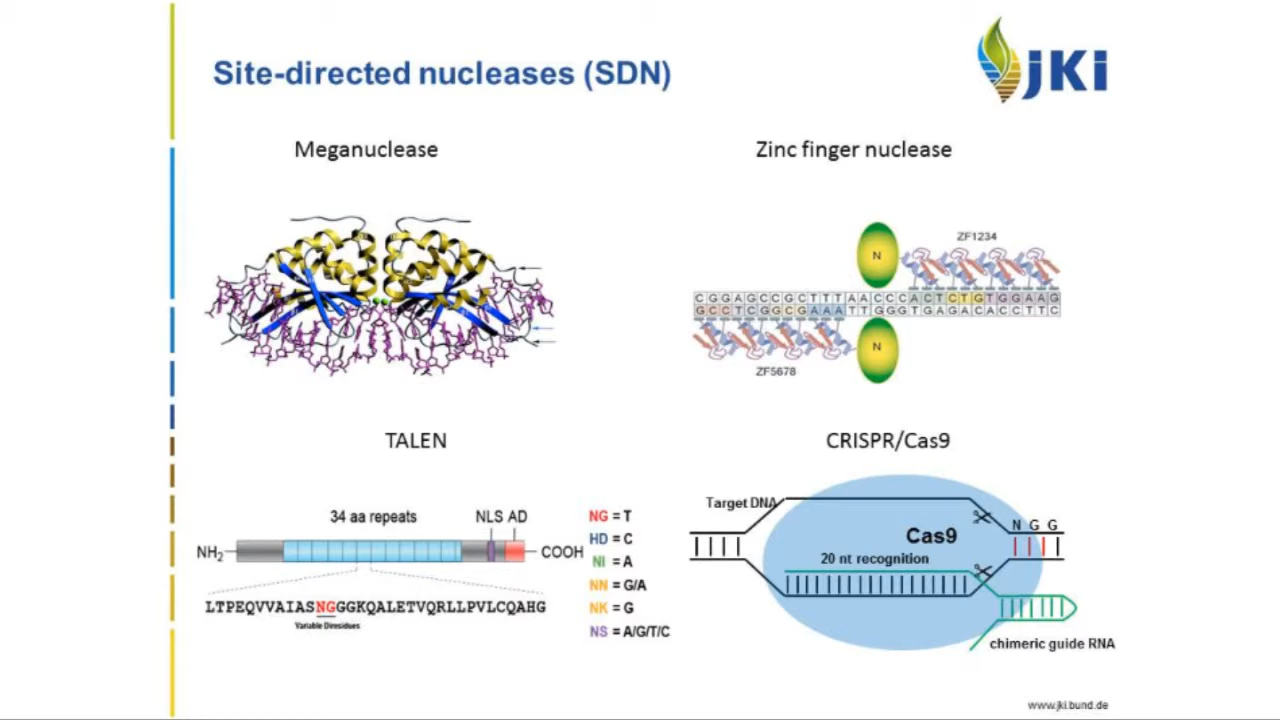 Site-directed nucleases (SDN)
JKI
Meganuclease
Zinc finger nuclease
ZF1234
N
CGGAGCCGCTTTAACCCACTCTGTGGAAG
GCCTCGGCGAAATTGGGTGAGACACCTTC
N
ZF5678
TALEN
34 aa repeats
NLS AD
NH2
COOH
LTPEQVVAIASNGGGKQALETVQRLLPVLCQAHG
Variable Diresidues
NG = T
HD = C
NI = A
NN = G/A
NK = G
NS = A/G/T/C
CRISPR/Cas9
Target DNA
N G G
Cas9
20 nt recognition
chimeric guide RNA
www.jki.bund.de